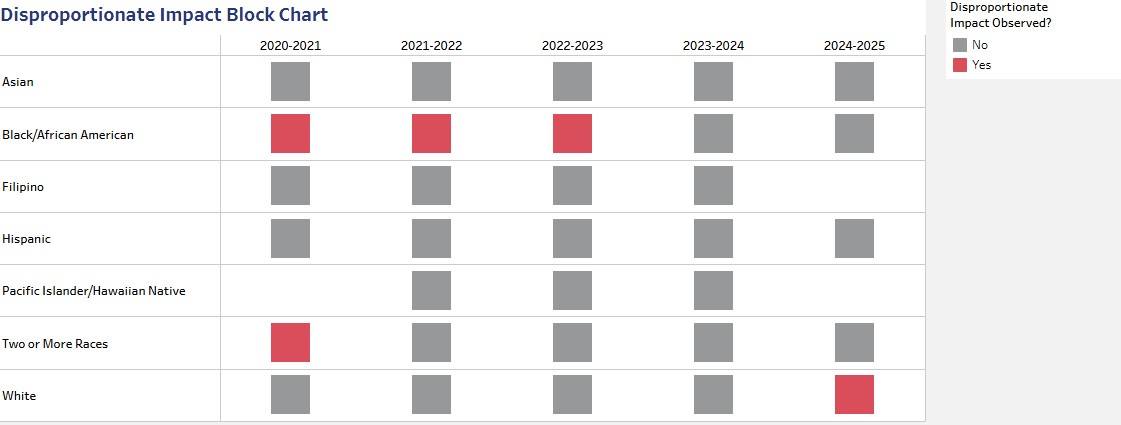 Disproportionate Impact Block Chart
Disproportionate
Impact Observed?
No
Yes
2020-2021 2021-2022 2022-2023 2023-2024 2024-2025
Asian
Black/African American
Filipino
Hispanic
Pacific Islander/Hawaiian Native
Two or More Races
White